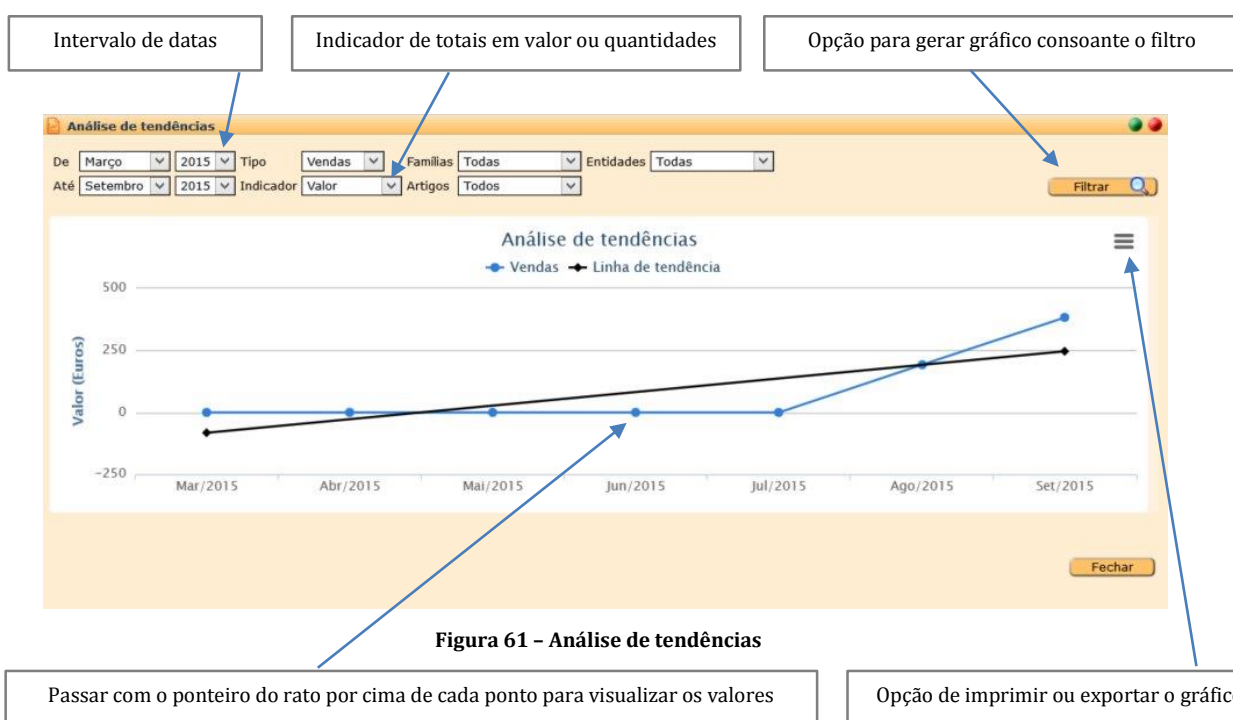 Intervalo de datas
Indicador de totais em valor ou quantidades
Opção para gerar gráfico consoante o filtro
Análise de tendências
De Março 2015 Tipo Vendas Famílias Todas Entidades Todas
Até Setembro 2015 Indicador Valor Artigos Todos
Filtrar
Análise de tendências
Vendas Linha de tendência
Valor (Euros)
500
250
0
-250
Mar/2015 Abr/2015 Mai/2015 Jun/2015 Jul/2015 Ago/2015 Set/2015
Fechar
Figura 61 – Análise de tendências
Passar com o ponteiro do rato por cima de cada ponto para visualizar os valores
Opção de imprimir ou exportar o gráfic